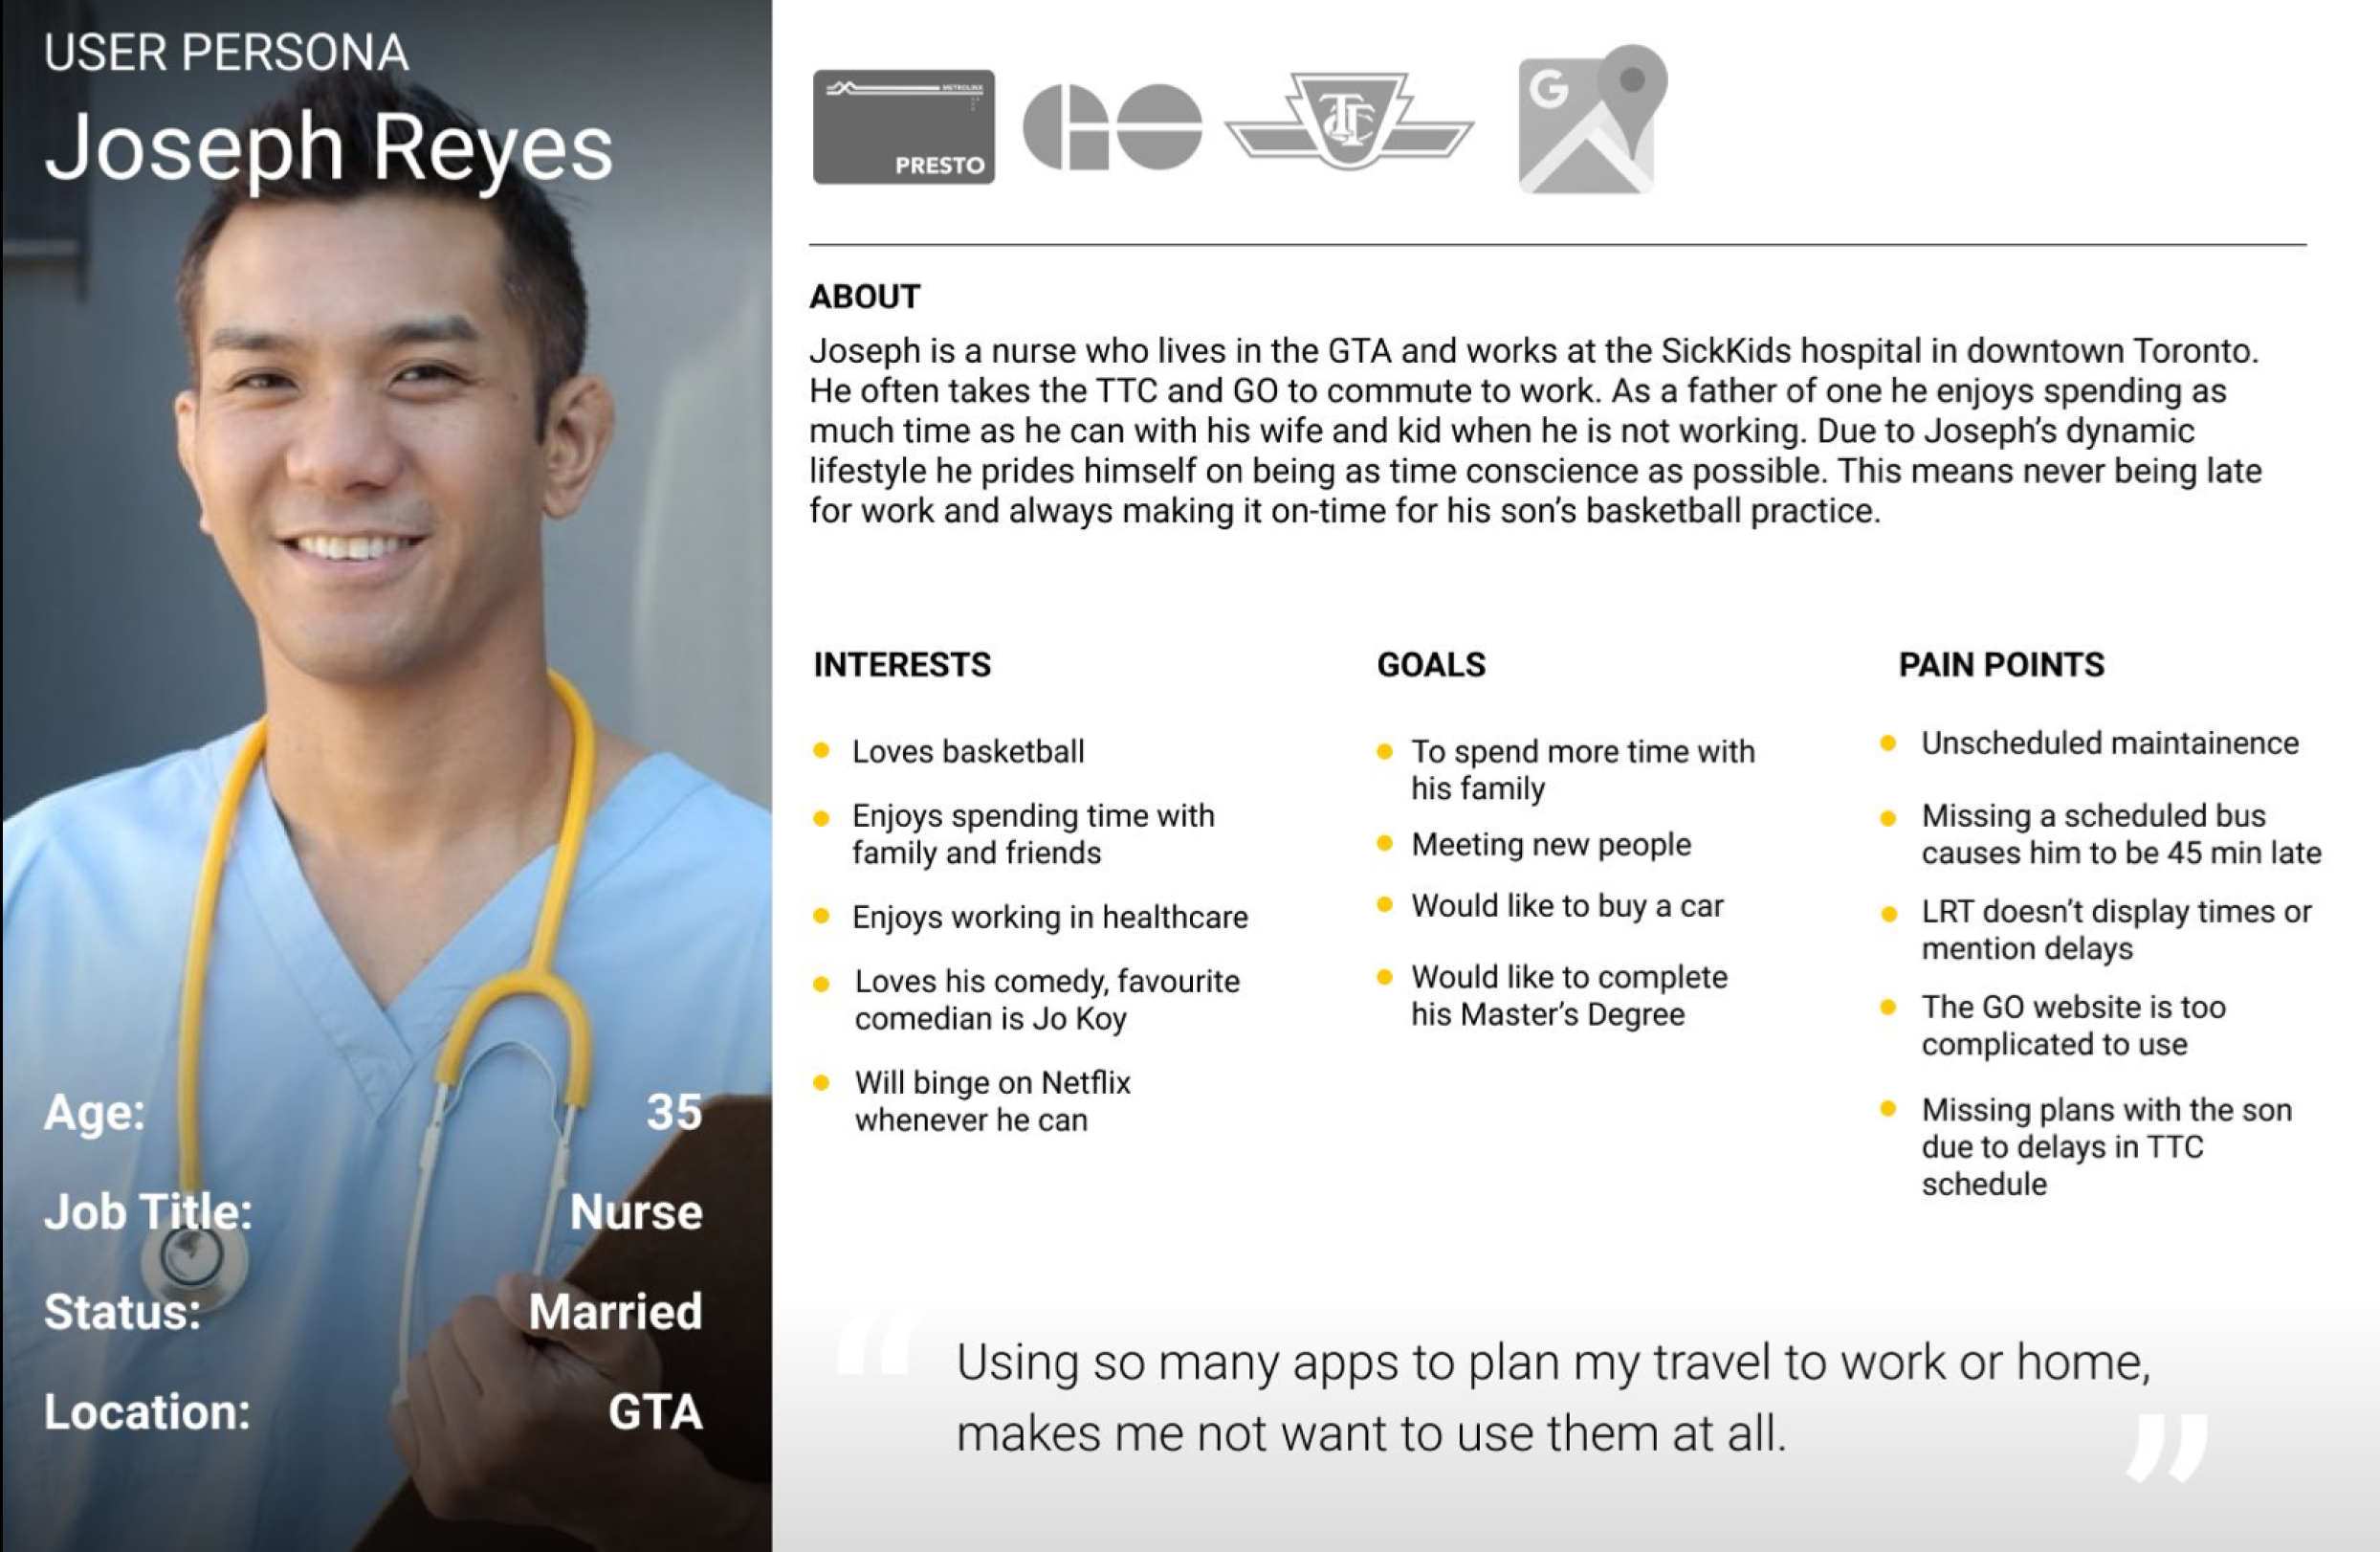 USER PERSONA
Joseph Reyes
Age: 35
Job Title: Nurse
Status: Married
Location: GTA
METROLINX
PRESTO
GO
TTC
G
ABOUT
Joseph is a nurse who lives in the GTA and works at the SickKids hospital in downtown Toronto.
He often takes the TTC and GO to commute to work. As a father of one he enjoys spending as
much time as he can with his wife and kid when he is not working. Due to Joseph’s dynamic
lifestyle he prides himself on being as time conscience as possible. This means never being late
for work and always making it on-time for his son’s basketball practice.
INTERESTS
Loves basketball
Enjoys spending time with
family and friends
Enjoys working in healthcare
Loves his comedy, favourite
comedian is Jo Koy
Will binge on Netflix
whenever he can
GOALS
To spend more time with
his family
Meeting new people
Would like to buy a car
Would like to complete
his Master’s Degree
PAIN POINTS
Unscheduled maintainence
Missing a scheduled bus
causes him to be 45 min late
LRT doesn’t display times or
mention delays
The GO website is too
complicated to use
Missing plans with the son
due to delays in TTC
schedule
“ Using so many apps to plan my travel to work or home,
makes me not want to use them at all. ”